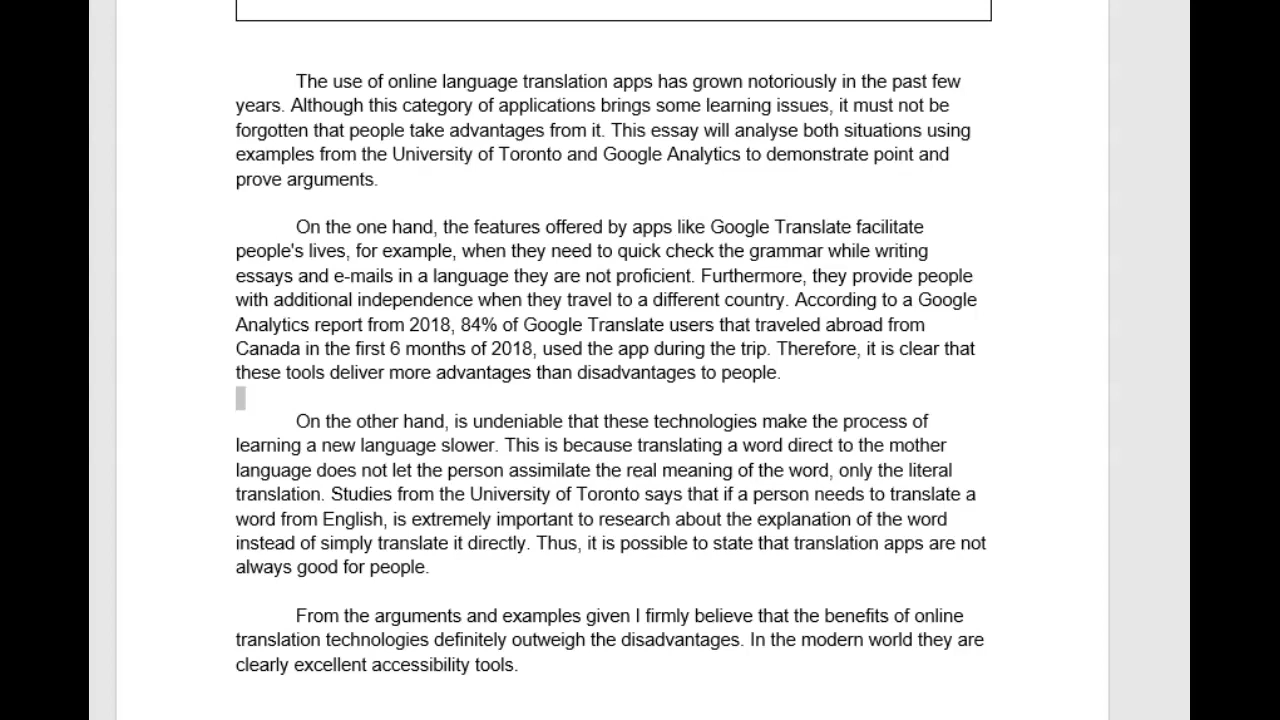 The use of online language translation apps has grown notoriously in the past few
years. Although this category of applications brings some learning issues, it must not be
forgotten that people take advantages from it. This essay will analyse both situations using
examples from the University of Toronto and Google Analytics to demonstrate point and
prove arguments.
On the one hand, the features offered by apps like Google Translate facilitate
people's lives, for example, when they need to quick check the grammar while writing
essays and e-mails in a language they are not proficient. Furthermore, they provide people
with additional independence when they travel to a different country. According to a Google
Analytics report from 2018, 84% of Google Translate users that traveled abroad from
Canada in the first 6 months of 2018, used the app during the trip. Therefore, it is clear that
these tools deliver more advantages than disadvantages to people.
On the other hand, is undeniable that these technologies make the process of
learning a new language slower. This is because translating a word direct to the mother
language does not let the person assimilate the real meaning of the word, only the literal
translation. Studies from the University of Toronto says that if a person needs to translate a
word from English, is extremely important to research about the explanation of the word
instead of simply translate it directly. Thus, it is possible to state that translation apps are not
always good for people.
From the arguments and examples given I firmly believe that the benefits of online
translation technologies definitely outweigh the disadvantages. In the modern world they are
clearly excellent accessibility tools.